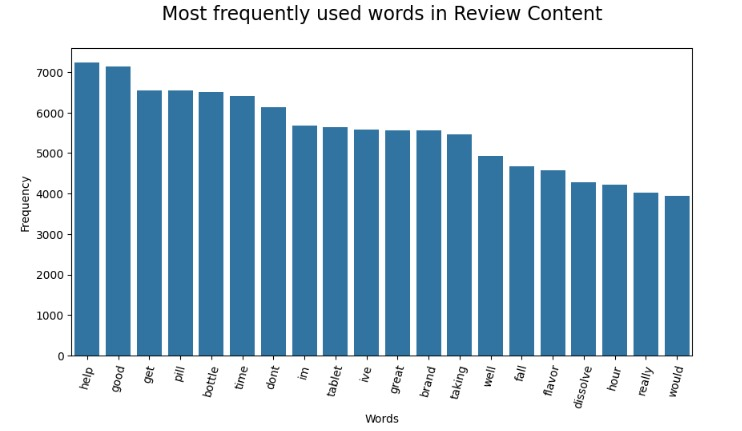 Most frequently used words in Review Content
7000
6000
5000
4000
3000
2000
1000
0
Frequency
help
good
get
pill
bottle
time
dont
im
tablet
ive
great
brand
taking
well
fall
flavor
dissolve
hour
really
would
Words